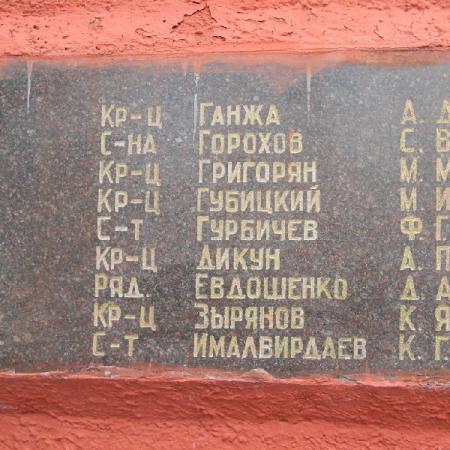 КР-Ц ГАНЖА А. Д
С-НА ГОРОХОВ С. В
КР-Ц ГРИГОРЯН М. М
КР-Ц ГУБИЦКИЙ М И
С-Т ГУРБИЧЕВ Ф. Г
КР-Ц ДИКУН А. П
РЯД. ЕВДОШЕНКО Д А
КР-Ц ЗЫРЯНОВ К. Я
С-Т ИМАЛВИРДАЕВ К. Г.